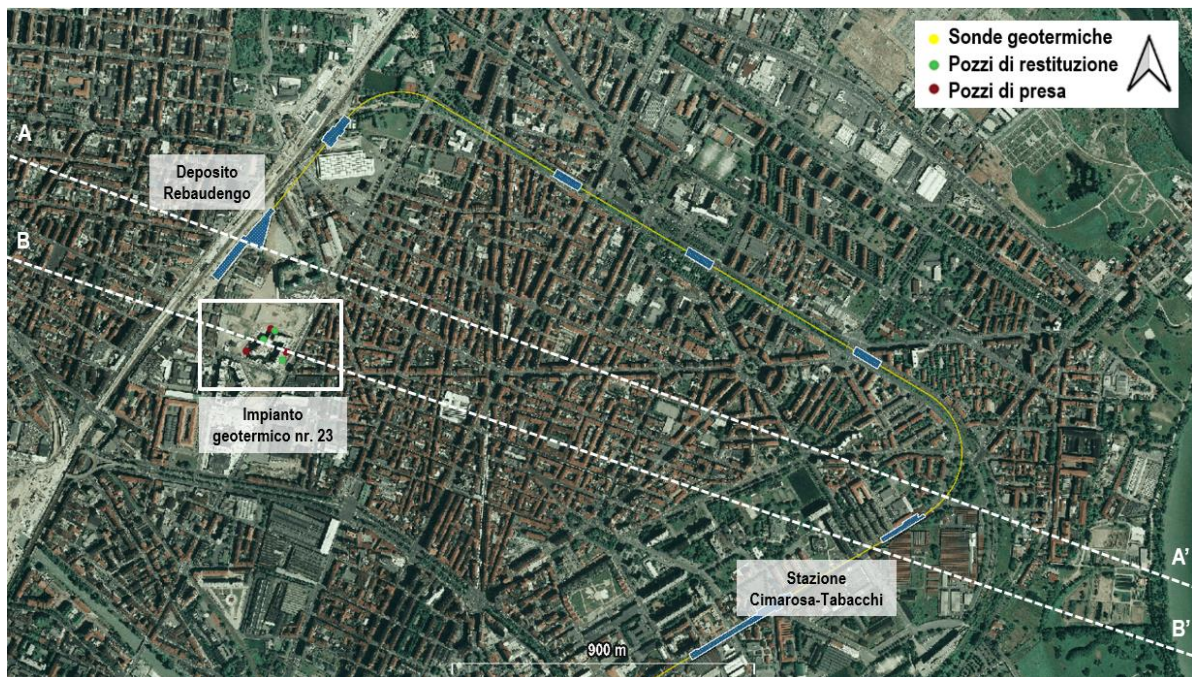 Sonde geotermiche
Pozzi di restituzione
Pozzi di presa
A
Deposito
Rebaudengo
B
Impianto
geotermico nr. 23
Stazione
Cimarosa-Tabacchi
A'
B'
900 m